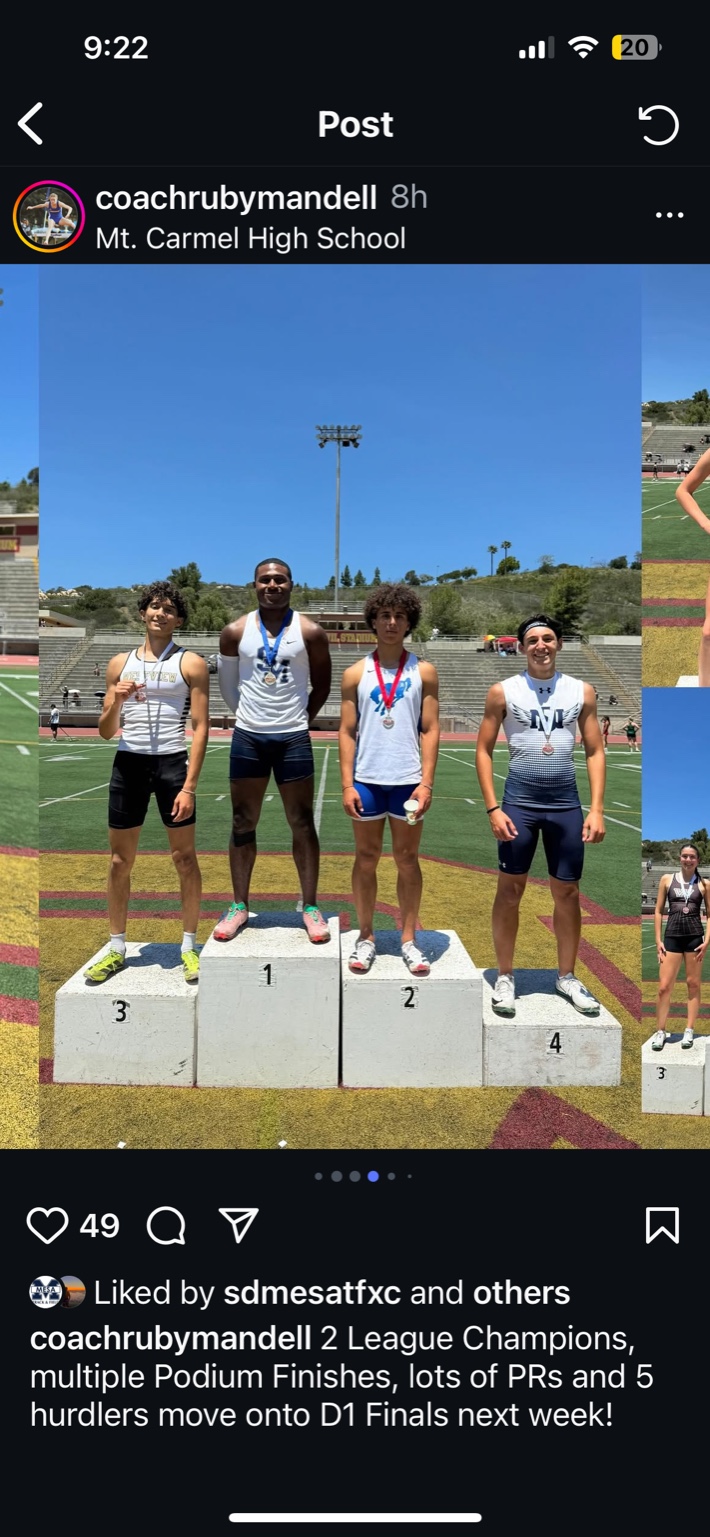 9:22
20
Post
coachrubymandell 8h
Mt. Carmel High School
SM
3
1
2
4
3
49
MESA
Liked by sdmesatfxc and others
coachrubymandell 2 League Champions,
multiple Podium Finishes, lots of PRs and 5
hurdlers move onto D1 Finals next week!